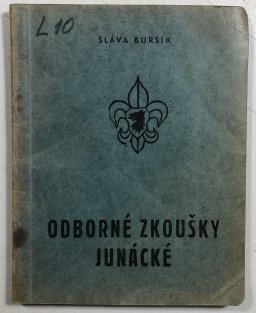 L 10
SLÁVA BURSÍK
ODBORNÉ ZKOUŠKY
JUNÁCKÉ